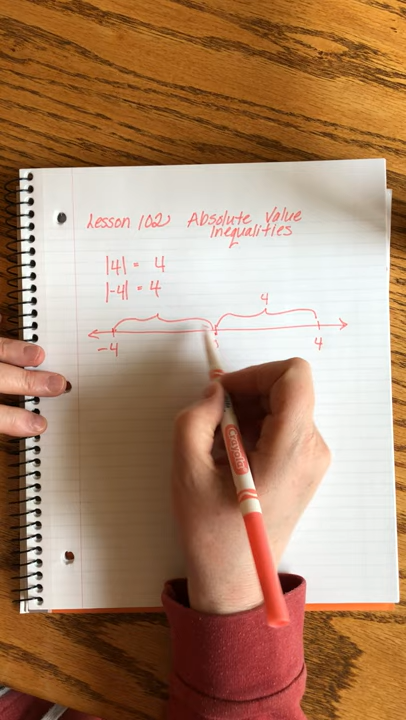 Lesson 102 Absolute Value
Inequalities
|4| = 4
|-4| = 4
4
-4 4
Crayola